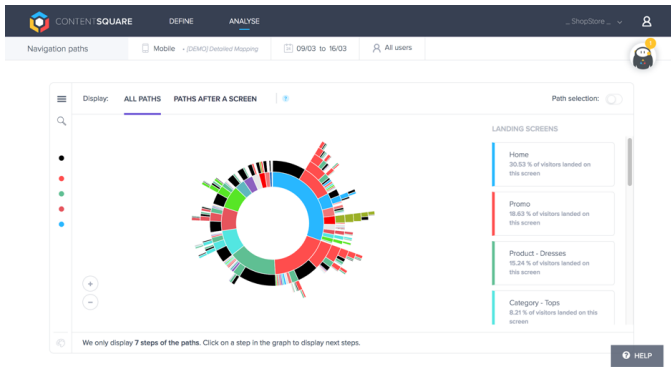 CONTENTSQUARE DEFINE ANALYSE _ShopStore_
Navigation paths Mobile + [DEMO] Detailed Mapping 09/03 to 16/03 All users
Display: ALL PATHS PATHS AFTER A SCREEN Path selection:
LANDING SCREENS
Home
30.53 % of visitors landed on
this screen
Promo
18.63 % of visitors landed on
this screen
Product - Dresses
15.24 % of visitors landed on
this screen
Category - Tops
8.21 % of visitors landed on this
screen
+
−
We only display 7 steps of the paths. Click on a step in the graph to display next steps.
? HELP